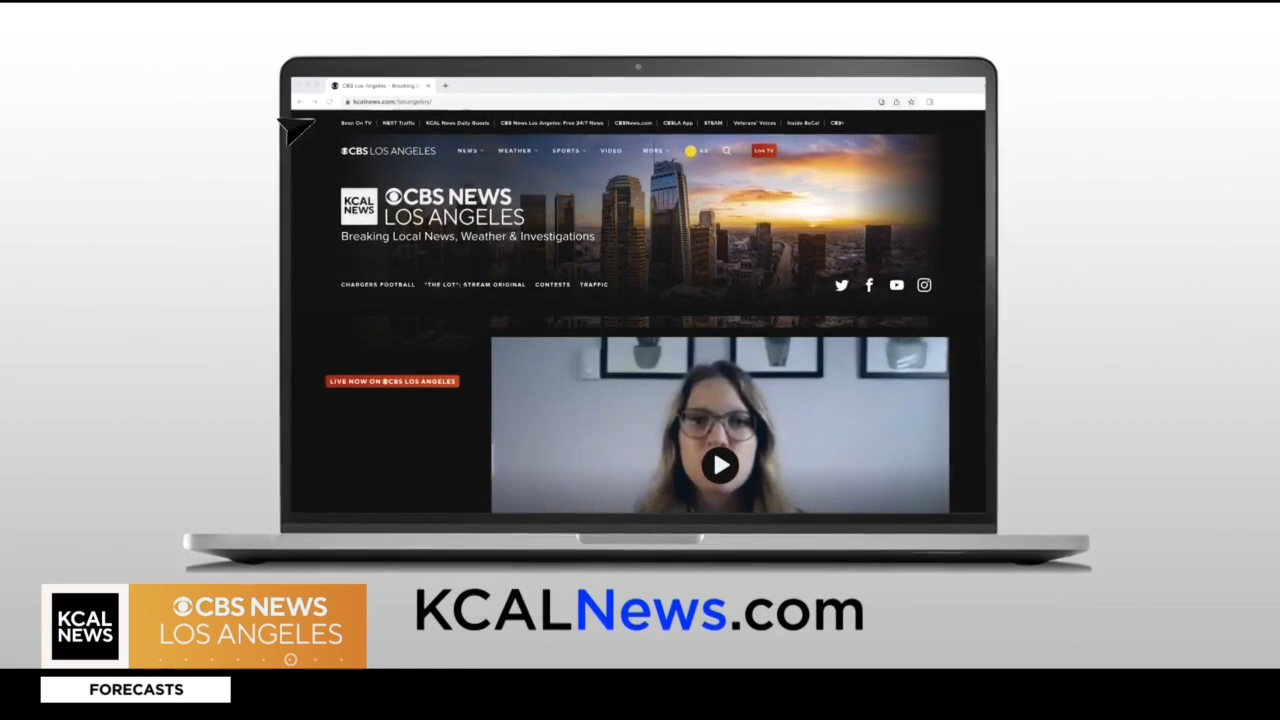 CBS Los Angeles - Breaking L
kcalnews.com/losangeles/
Seen On TV | NEXT Traffic | KCAL News Daily Guests | CBS News Los Angeles: Free 24/7 News | CBSNews.com | CBSLA App | STEAM | Veterans' Voices | Inside SoCal | CBS+
CBS LOS ANGELES NEWS WEATHER SPORTS VIDEO MORE 68° Live TV
KCAL NEWS
CBS NEWS
LOS ANGELES
Breaking Local News, Weather & Investigations
CHARGERS FOOTBALL "THE LOT": STREAM ORIGINAL CONTESTS TRAFFIC
LIVE NOW ON CBS LOS ANGELES
KCALNews.com
KCAL
NEWS
CBS NEWS
LOS ANGELES
FORECASTS